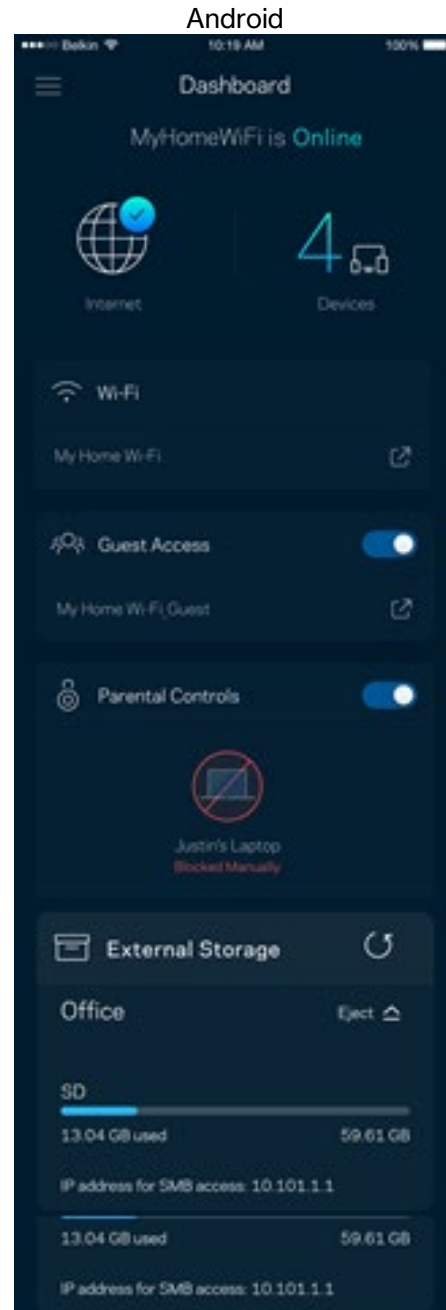 Android
Belkin 10:19 AM 100%
Dashboard
MyHomeWiFi is Online
4
Internet Devices
Wi-Fi
My Home Wi-Fi
Guest Access
My Home Wi-Fi_Guest
Parental Controls
Justin's Laptop
Blocked Manually
External Storage
Office Eject
SD
13.04 GB used 59.61 GB
IP address for SMB access: 10.101.1.1
13.04 GB used 59.61 GB
IP address for SMB access: 10.101.1.1